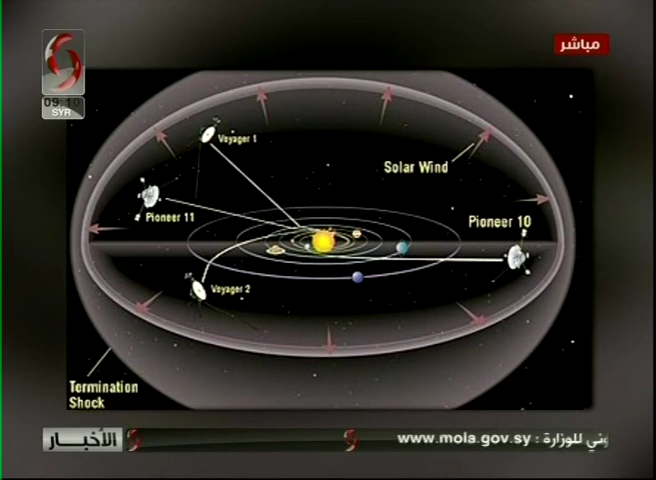 مباشر
09:10
SYR
Voyager 1
Solar Wind
Pioneer 11
Pioneer 10
Voyager 2
Termination
Shock
الأخبار
وني للوزارة : www.mola.gov.sy